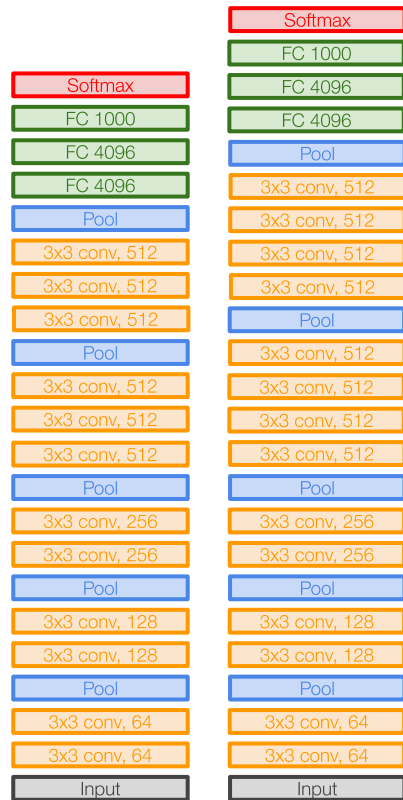 Softmax
FC 1000
FC 4096
FC 4096
Pool
3x3 conv, 512
3x3 conv, 512
3x3 conv, 512
Pool
3x3 conv, 512
3x3 conv, 512
3x3 conv, 512
Pool
3x3 conv, 256
3x3 conv, 256
Pool
3x3 conv, 128
3x3 conv, 128
Pool
3x3 conv, 64
3x3 conv, 64
Input
Softmax
FC 1000
FC 4096
FC 4096
Pool
3x3 conv, 512
3x3 conv, 512
3x3 conv, 512
3x3 conv, 512
Pool
3x3 conv, 512
3x3 conv, 512
3x3 conv, 512
3x3 conv, 512
Pool
3x3 conv, 256
3x3 conv, 256
Pool
3x3 conv, 128
3x3 conv, 128
Pool
3x3 conv, 64
3x3 conv, 64
Input